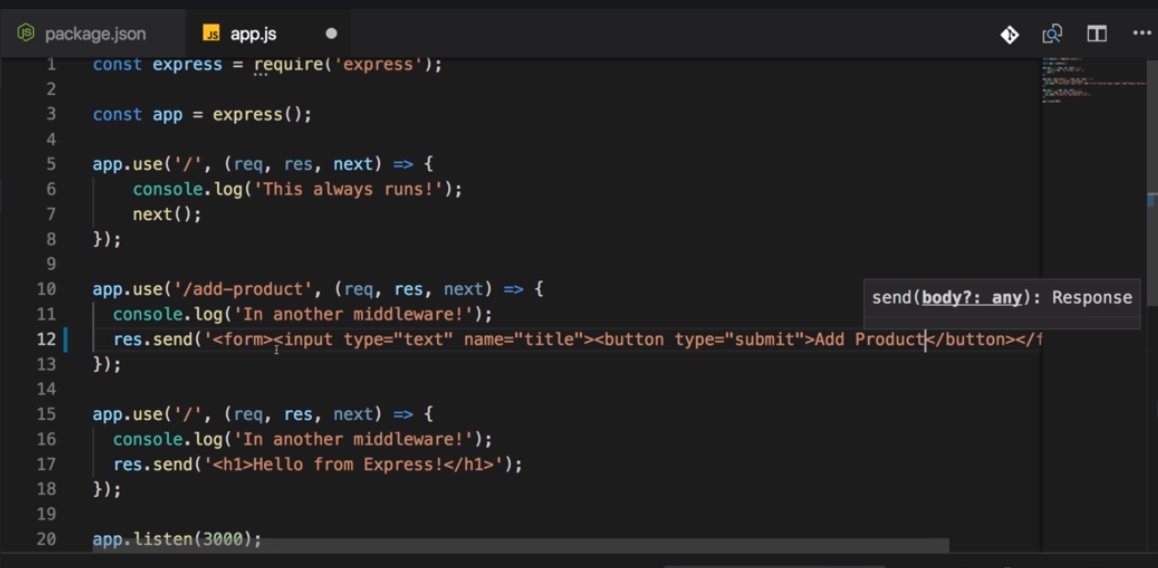 JS package.json JS app.js
1 const express = require('express');
2
3 const app = express();
4
5 app.use('/', (req, res, next) => {
6 console.log('This always runs!');
7 next();
8 });
9
10 app.use('/add-product', (req, res, next) => {
send(body?: any): Response
11 console.log('In another middleware!');
12 res.send('<form><input type="text" name="title"><button type="submit">Add Product</button></f
13 });
14
15 app.use('/', (req, res, next) => {
16 console.log('In another middleware!');
17 res.send('<h1>Hello from Express!</h1>');
18 });
19
20 app.listen(3000);